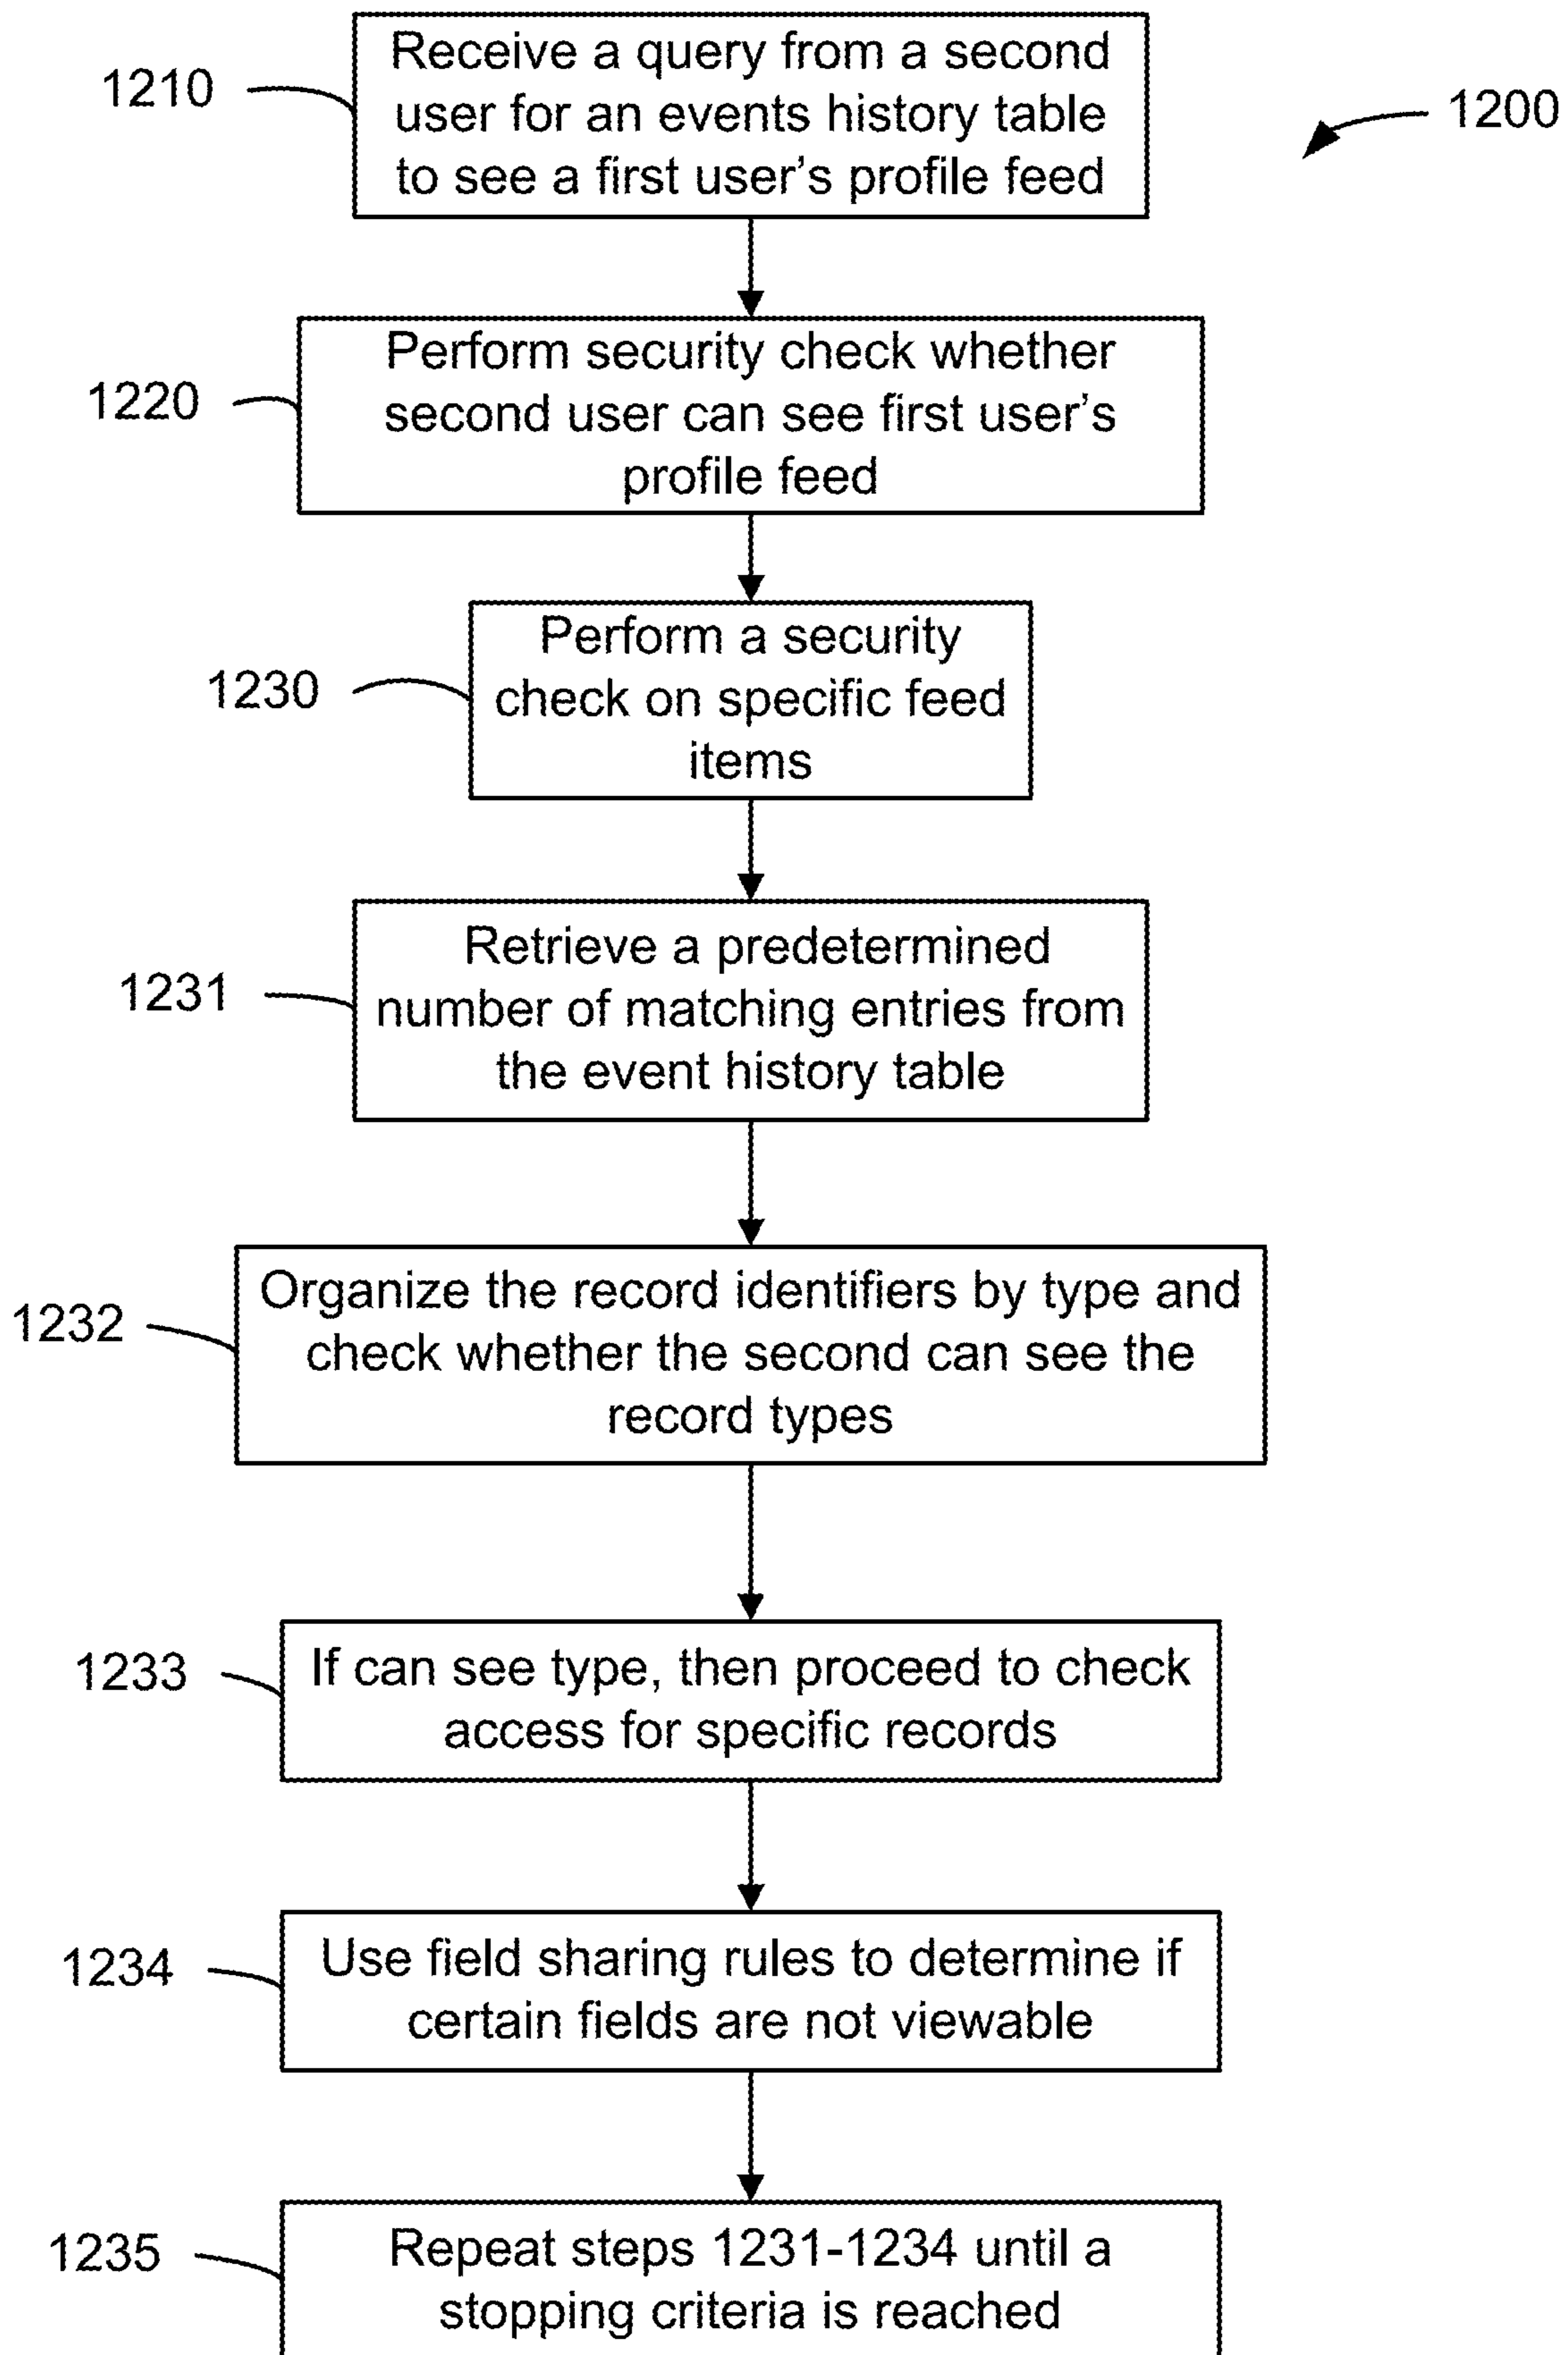 1200
1210
Receive a query from a second
user for an events history table
to see a first user's profile feed
1220
Perform security check whether
second user can see first user's
profile feed
1230
Perform a security
check on specific feed
items
1231
Retrieve a predetermined
number of matching entries from
the event history table
1232
Organize the record identifiers by type and
check whether the second can see the
record types
1233
If can see type, then proceed to check
access for specific records
1234
Use field sharing rules to determine if
certain fields are not viewable
1235
Repeat steps 1231-1234 until a
stopping criteria is reached